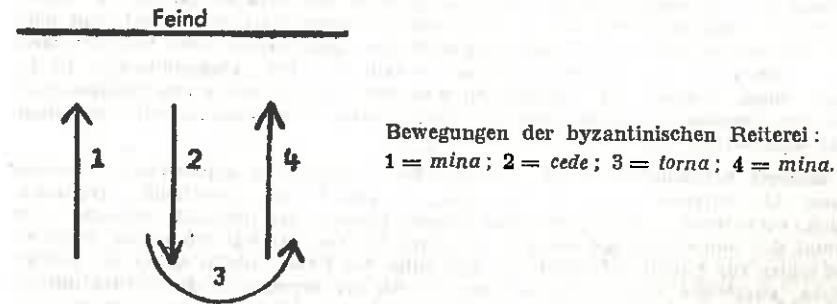 Feind
1 2 4
3
Bewegungen der byzantinischen Reiterei:
1 = mina; 2 = cede; 3 = torna; 4 = mina.